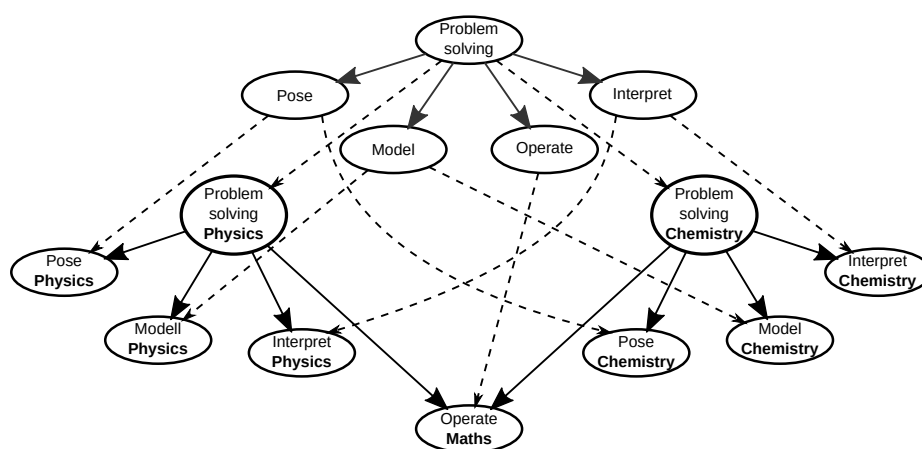 Problem
solving
Pose
Interpret
Model
Operate
Problem
solving
Physics
Problem
solving
Chemistry
Pose
Physics
Interpret
Chemistry
Modell
Physics
Interpret
Physics
Pose
Chemistry
Model
Chemistry
Operate
Maths